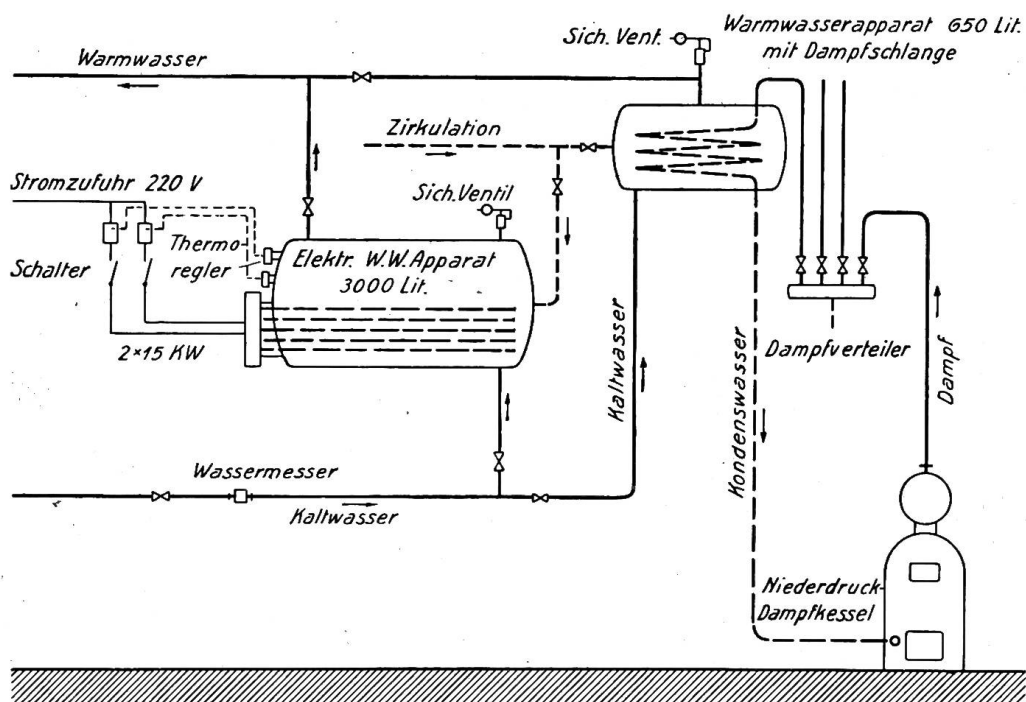 Sich. Vent.
Warmwasserapparat 650 Lit.
mit Dampfschlange
Warmwasser
Zirkulation
Stromzufuhr 220 V
Sich. Ventil
Thermo
regler
Schalter
Elektr. W.W. Apparat
3000 Lit.
2×15 KW
Dampfverteiler
Kaltwasser
Kondenswasser
Dampf
Wassermesser
Kaltwasser
Niederdruck-
Dampfkessel